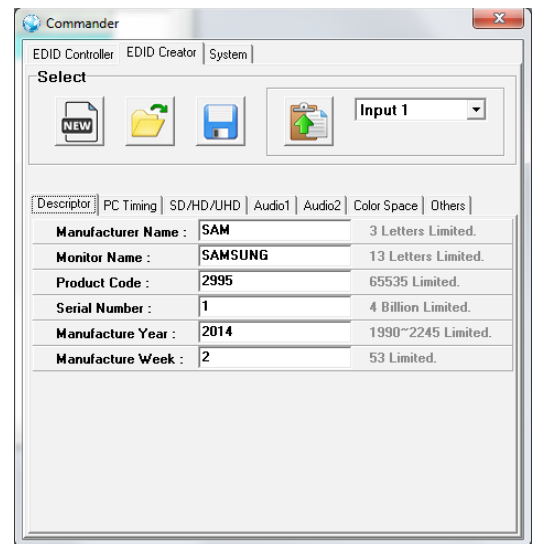 Commander
EDID Controller EDID Creator System
Select
NEW
Input 1
Descriptor PC Timing SD/HD/UHD Audio1 Audio2 Color Space Others
Manufacturer Name : SAM 3 Letters Limited.
Monitor Name : SAMSUNG 13 Letters Limited.
Product Code : 2995 65535 Limited.
Serial Number : 1 4 Billion Limited.
Manufacture Year : 2014 1990~2245 Limited.
Manufacture Week : 2 53 Limited.